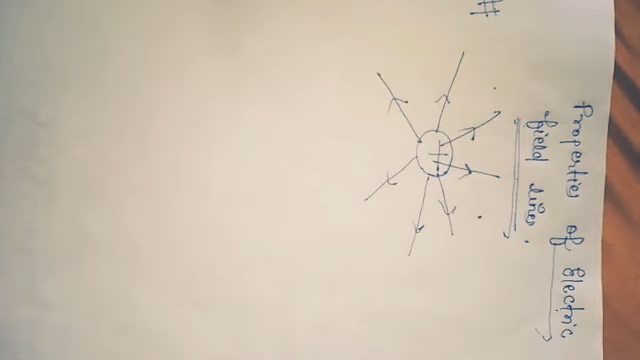 #
Properties of Electric
field lines.
+